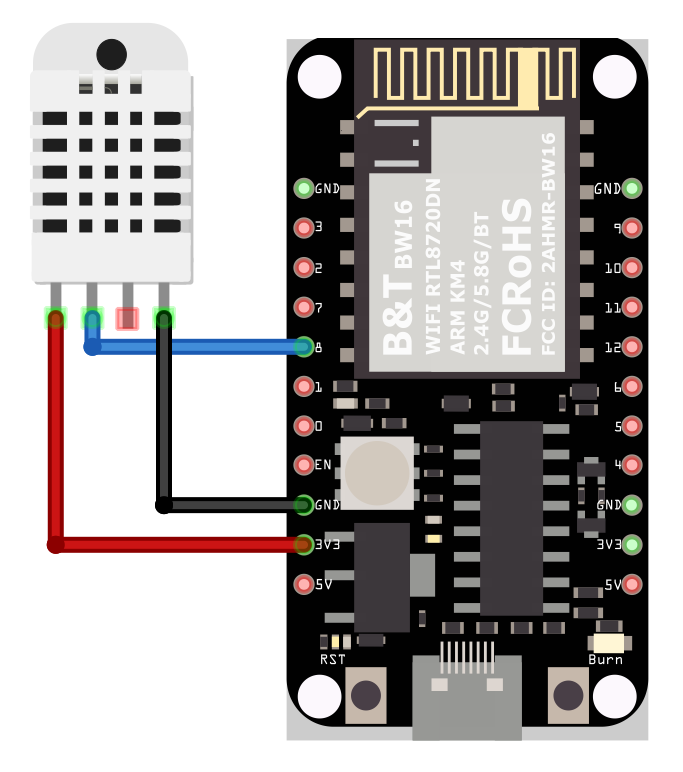 GND
3
2
7
8
1
0
EN
GND
3V3
5V
RST
B&T BW16
WIFI RTL8720DN
ARM KM4
2.4G/5.8G/BT
FCRoHS
FCC ID: 2AHMR-BW16
GND
9
10
11
12
6
5
4
GND
3V3
5V
Burn